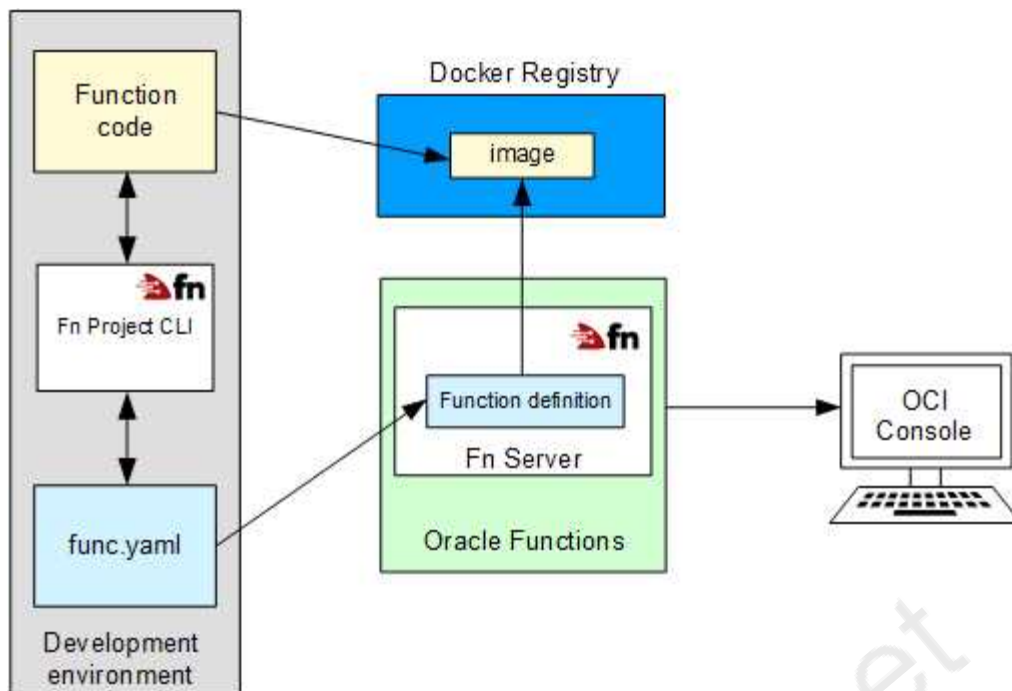 Function
code
fn
Fn Project CLI
func.yaml
Development
environment
Docker Registry
image
fn
Function definition
Fn Server
Oracle Functions
OCI
Console
et